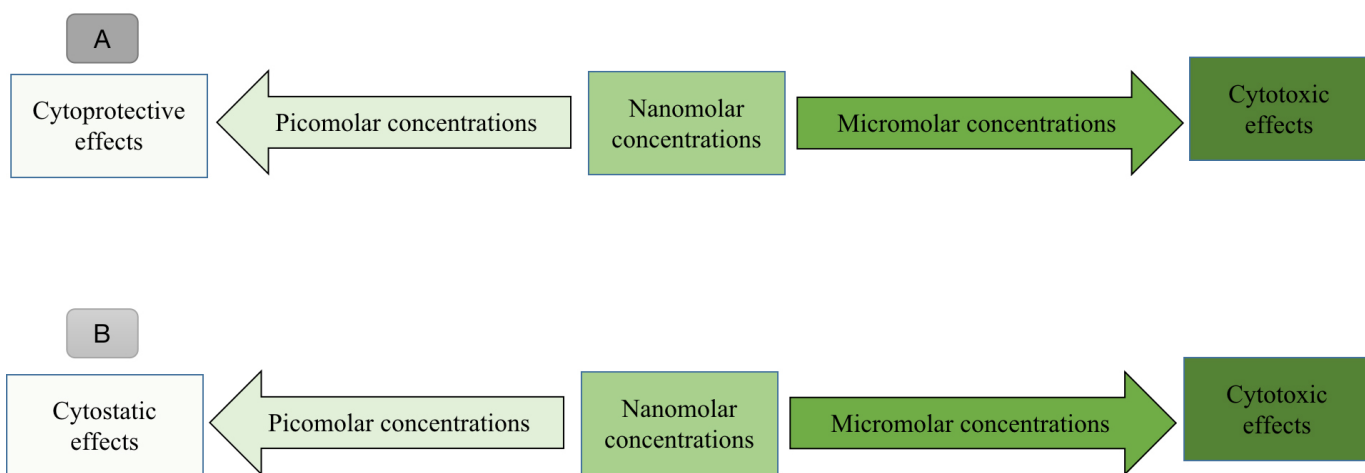 A
Cytoprotective
effects
Picomolar concentrations
Nanomolar
concentrations
Micromolar concentrations
Cytotoxic
effects
B
Cytostatic
effects
Picomolar concentrations
Nanomolar
concentrations
Micromolar concentrations
Cytotoxic
effects